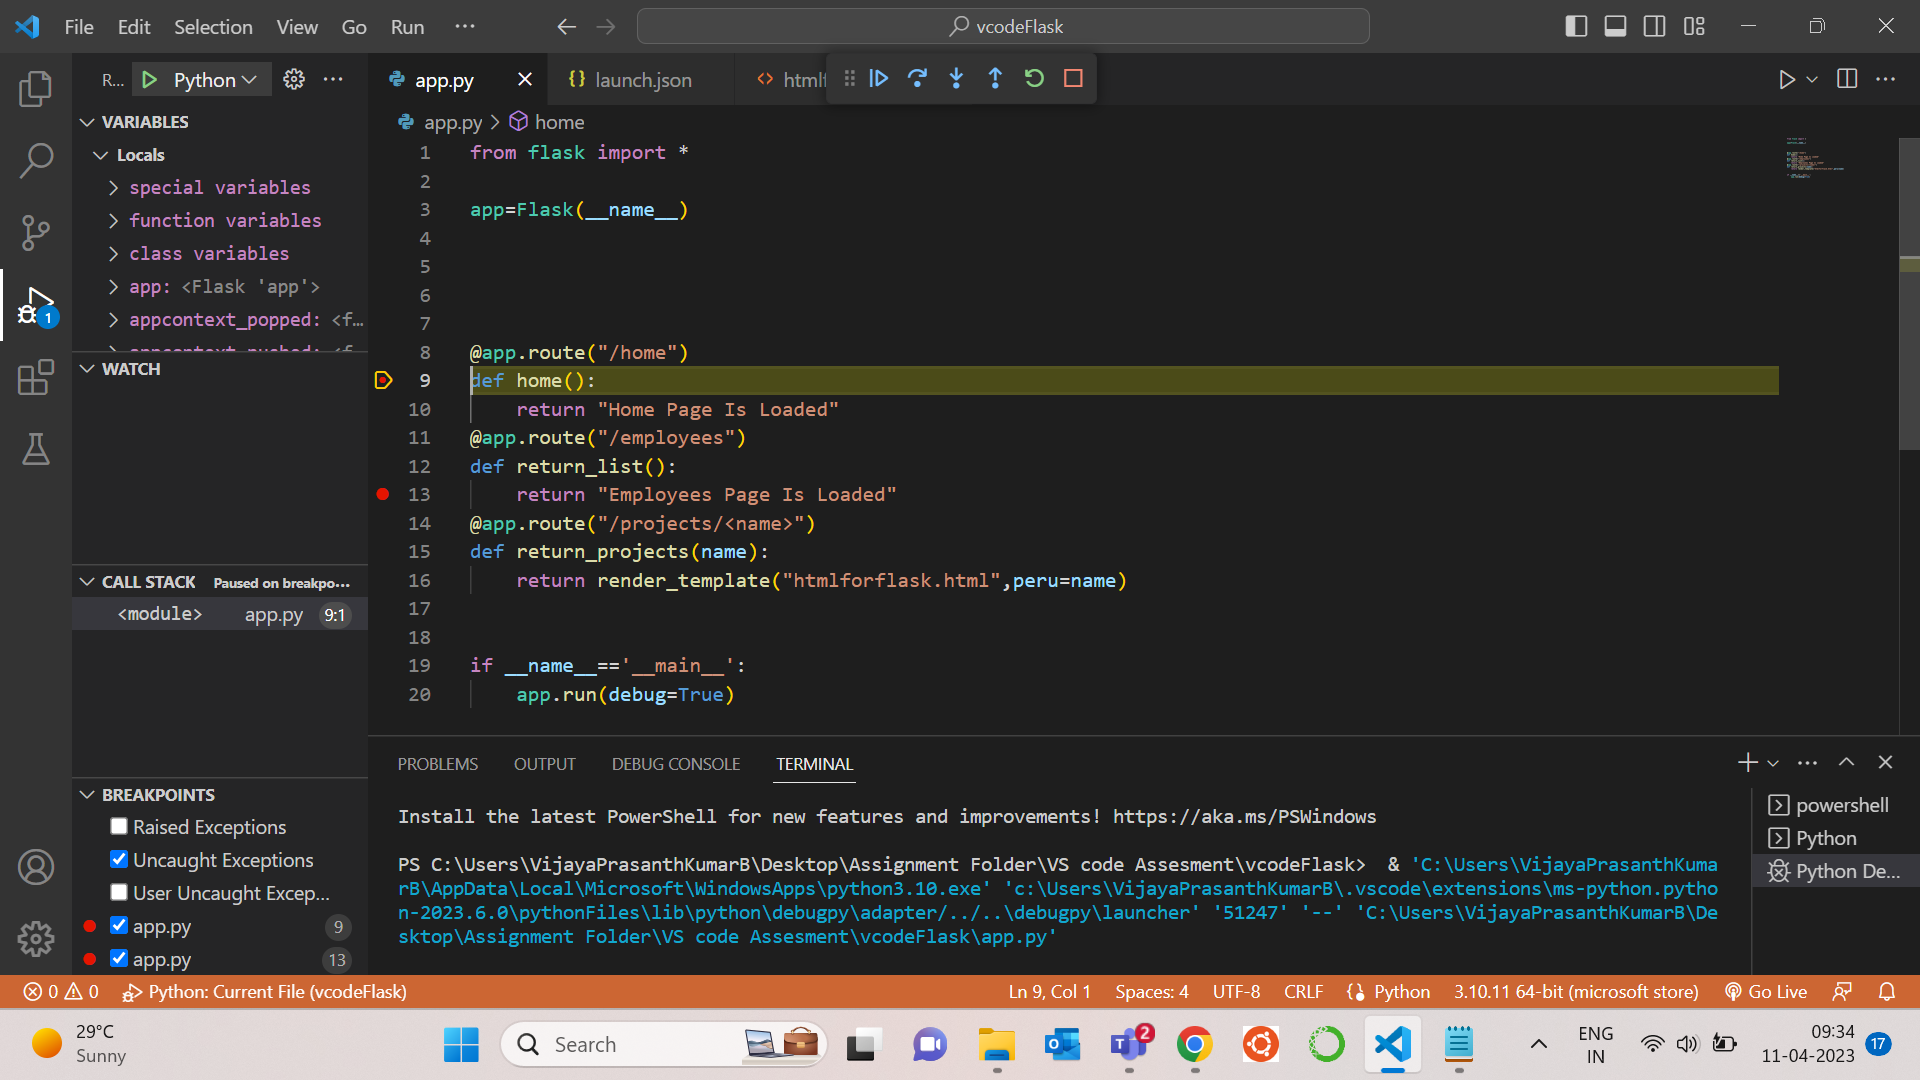 File Edit Selection View Go Run ···
vcodeFlask
R... Python ···
app.py
launch.json
htmlf
VARIABLES
Locals
special variables
function variables
class variables
app: <Flask 'app'>
appcontext_popped: <f…
WATCH
CALL STACK Paused on breakpo...
<module> app.py 9:1
BREAKPOINTS
Raised Exceptions
Uncaught Exceptions
User Uncaught Excep...
app.py 9
app.py 13
1
app.py > home
1 from flask import *
2
3 app=Flask(__name__)
4
5
6
7
8 @app.route("/home")
9 def home():
10 return "Home Page Is Loaded"
11 @app.route("/employees")
12 def return_list():
13 return "Employees Page Is Loaded"
14 @app.route("/projects/<name>")
15 def return_projects(name):
16 return render_template("htmlforflask.html",peru=name)
17
18
19 if __name__=='__main__':
20 app.run(debug=True)
PROBLEMS OUTPUT DEBUG CONSOLE TERMINAL
Install the latest PowerShell for new features and improvements! https://aka.ms/PSWindows
PS C:\Users\VijayaPrasanthKumarB\Desktop\Assignment Folder\VS code Assesment\vcodeFlask> & 'C:\Users\VijayaPrasanthKuma
rB\AppData\Local\Microsoft\WindowsApps\python3.10.exe' 'c:\Users\VijayaPrasanthKumarB\.vscode\extensions\ms-python.pytho
n-2023.6.0\pythonFiles\lib\python\debugpy\adapter/../..\debugpy\launcher' '51247' '--' 'C:\Users\VijayaPrasanthKumarB\De
sktop\Assignment Folder\VS code Assesment\vcodeFlask\app.py'
powershell
Python
Python De...
0 0 Python: Current File (vcodeFlask) Ln 9, Col 1 Spaces: 4 UTF-8 CRLF Python 3.10.11 64-bit (microsoft store) Go Live
29°C
Sunny
Search
2
ENG
IN
09:34
11-04-2023
17